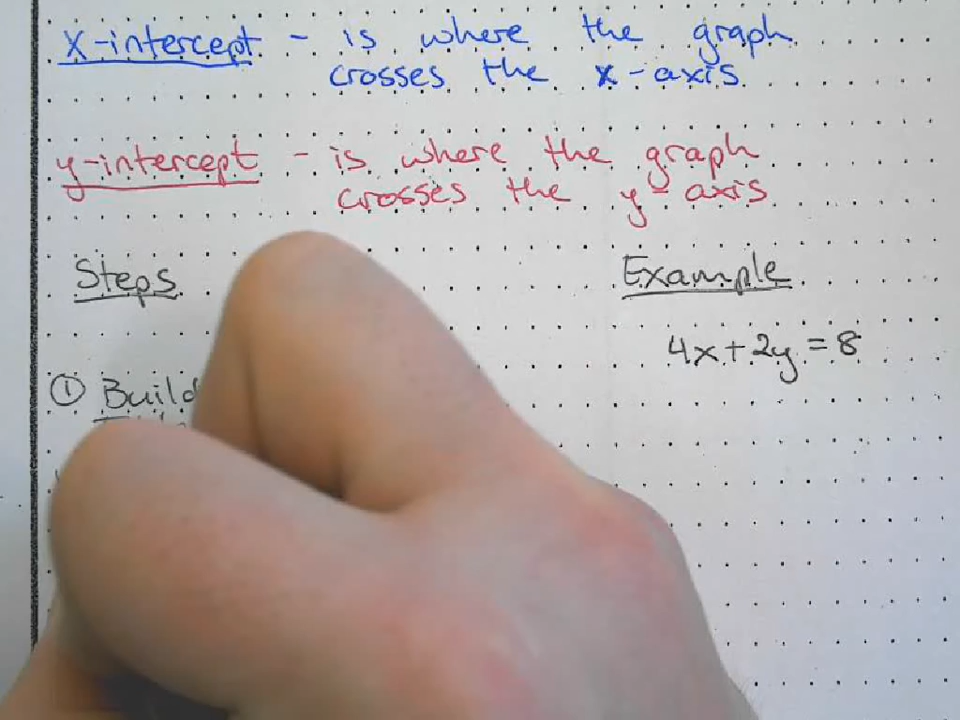 x-intercept - is where the graph
crosses the x-axis
y-intercept - is where the graph
crosses the y-axis
Steps
Example
4x+2y=8
① Build